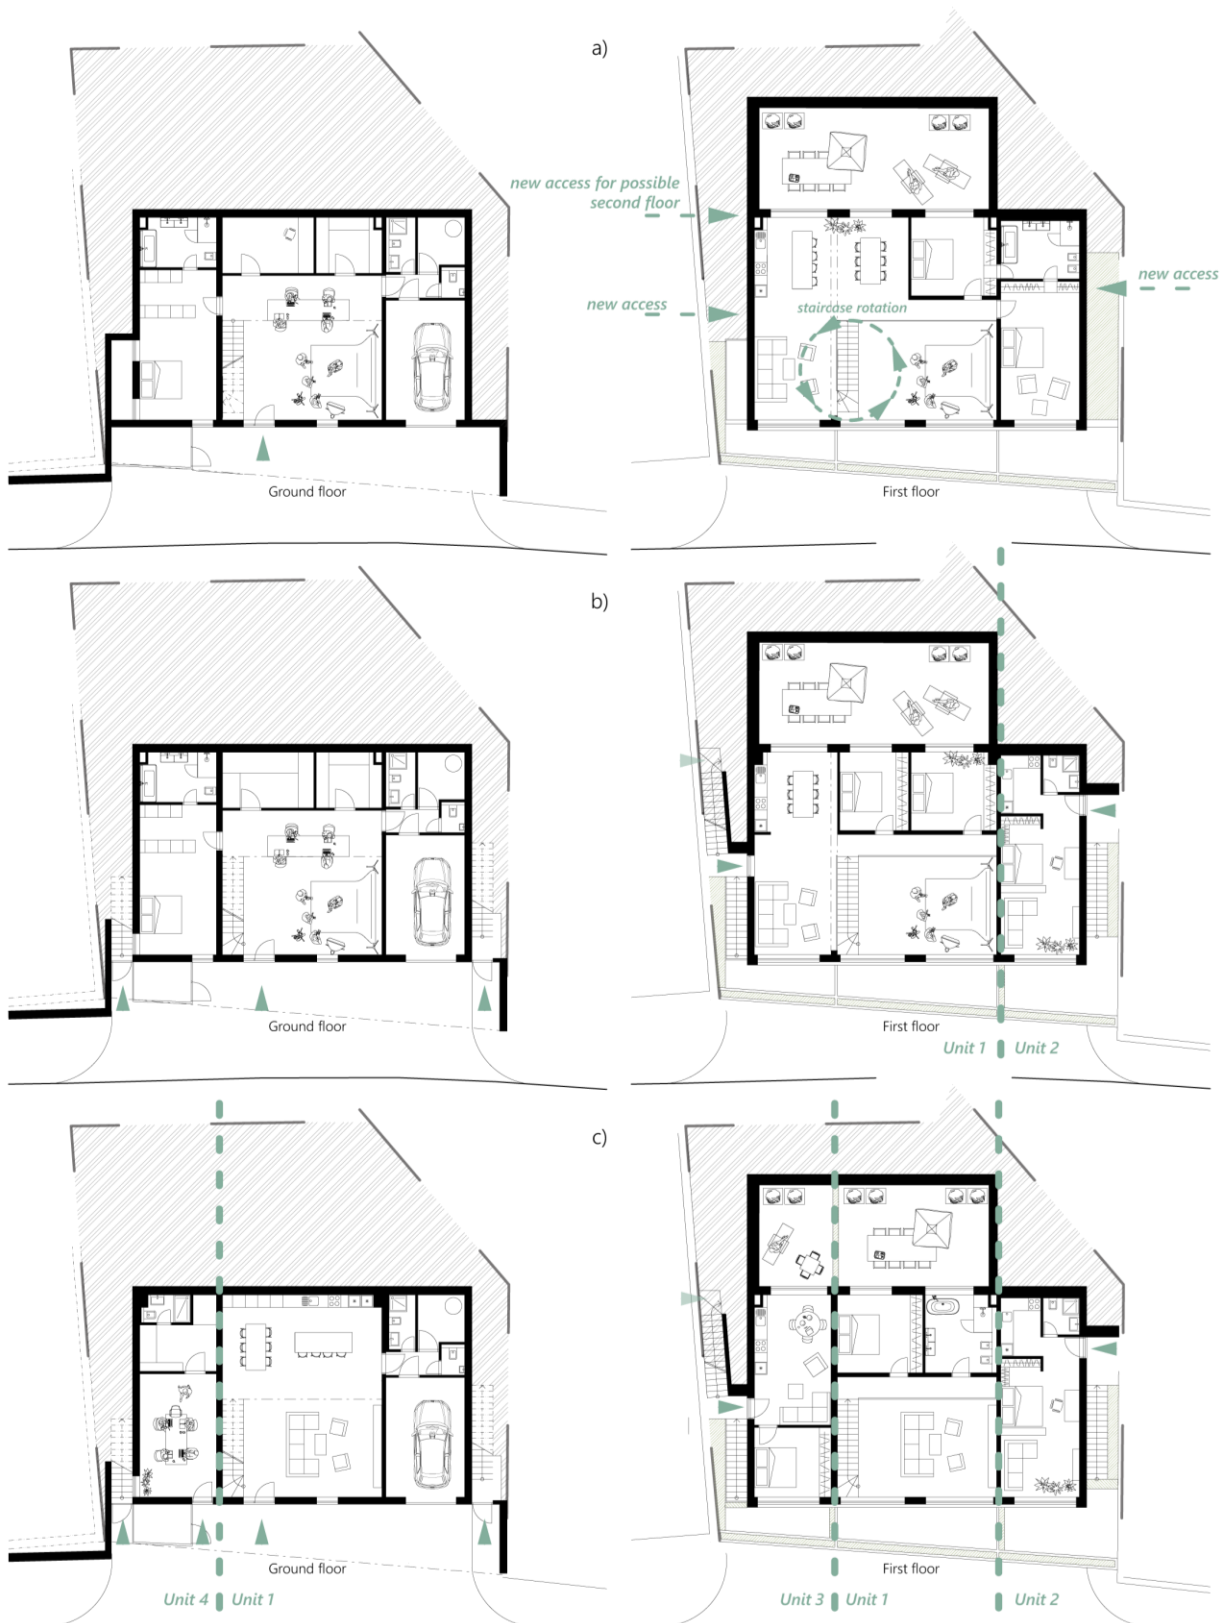 a)
new access for possible
second floor
new access
new access
staircase rotation
Ground floor
First floor
b)
Ground floor
First floor
Unit 1
Unit 2
c)
Ground floor
First floor
Unit 4
Unit 1
Unit 3
Unit 1
Unit 2